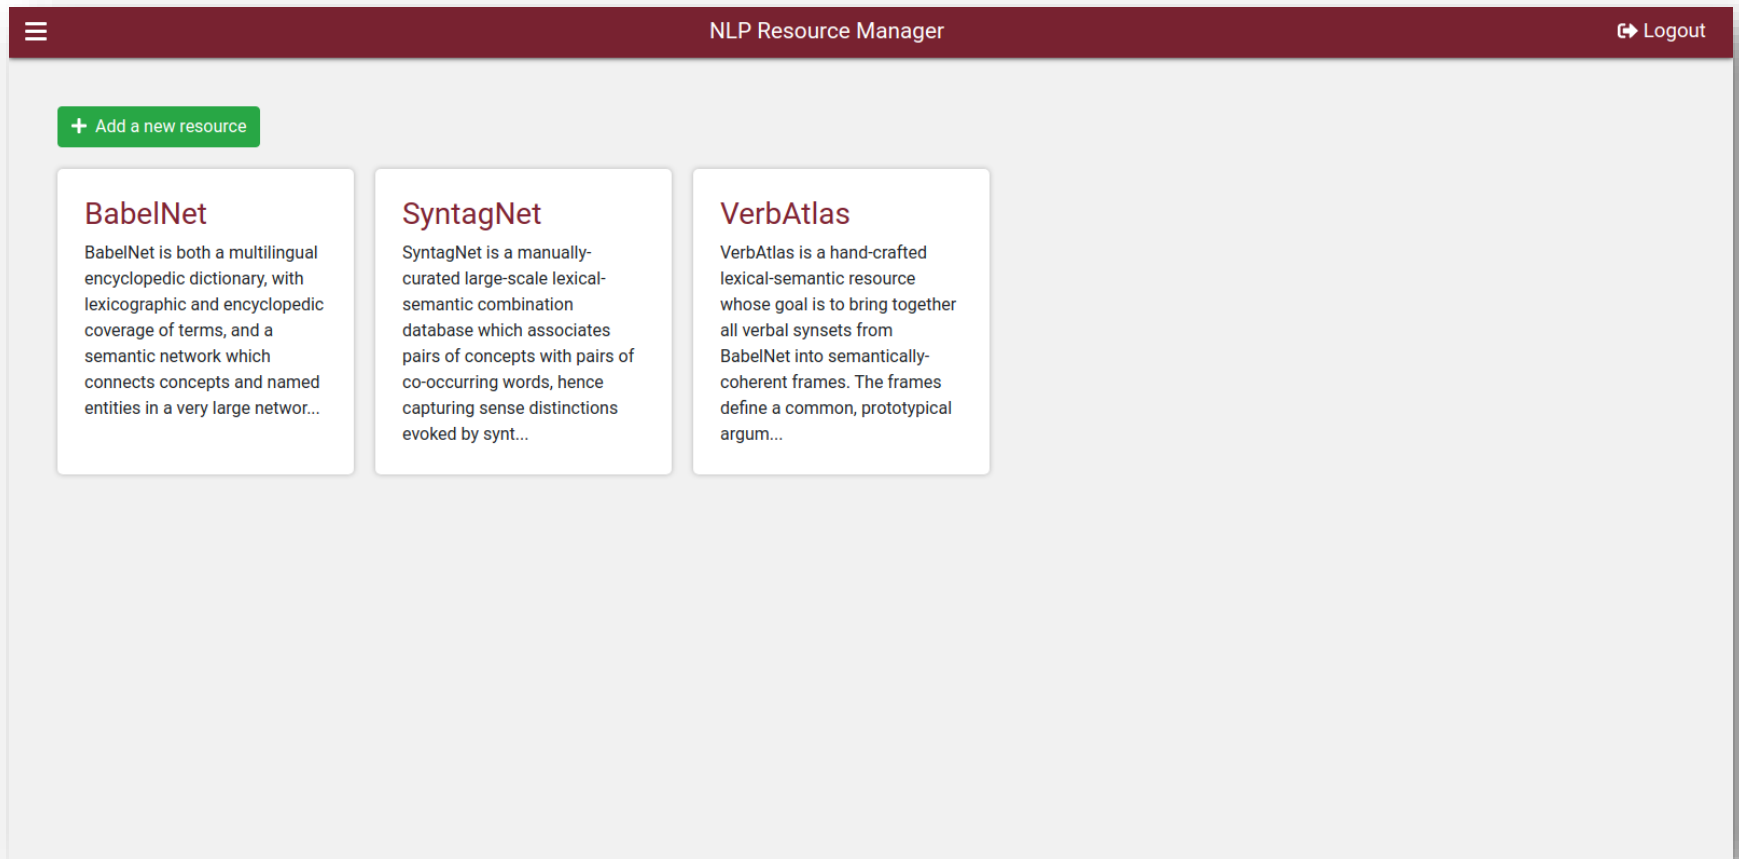 NLP Resource Manager
Logout
Add a new resource
BabelNet
BabelNet is both a multilingual
encyclopedic dictionary, with
lexicographic and encyclopedic
coverage of terms, and a
semantic network which
connects concepts and named
entities in a very large networ...
SyntagNet
SyntagNet is a manually-
curated large-scale lexical-
semantic combination
database which associates
pairs of concepts with pairs of
co-occurring words, hence
capturing sense distinctions
evoked by synt...
VerbAtlas
VerbAtlas is a hand-crafted
lexical-semantic resource
whose goal is to bring together
all verbal synsets from
BabelNet into semantically-
coherent frames. The frames
define a common, prototypical
argum...